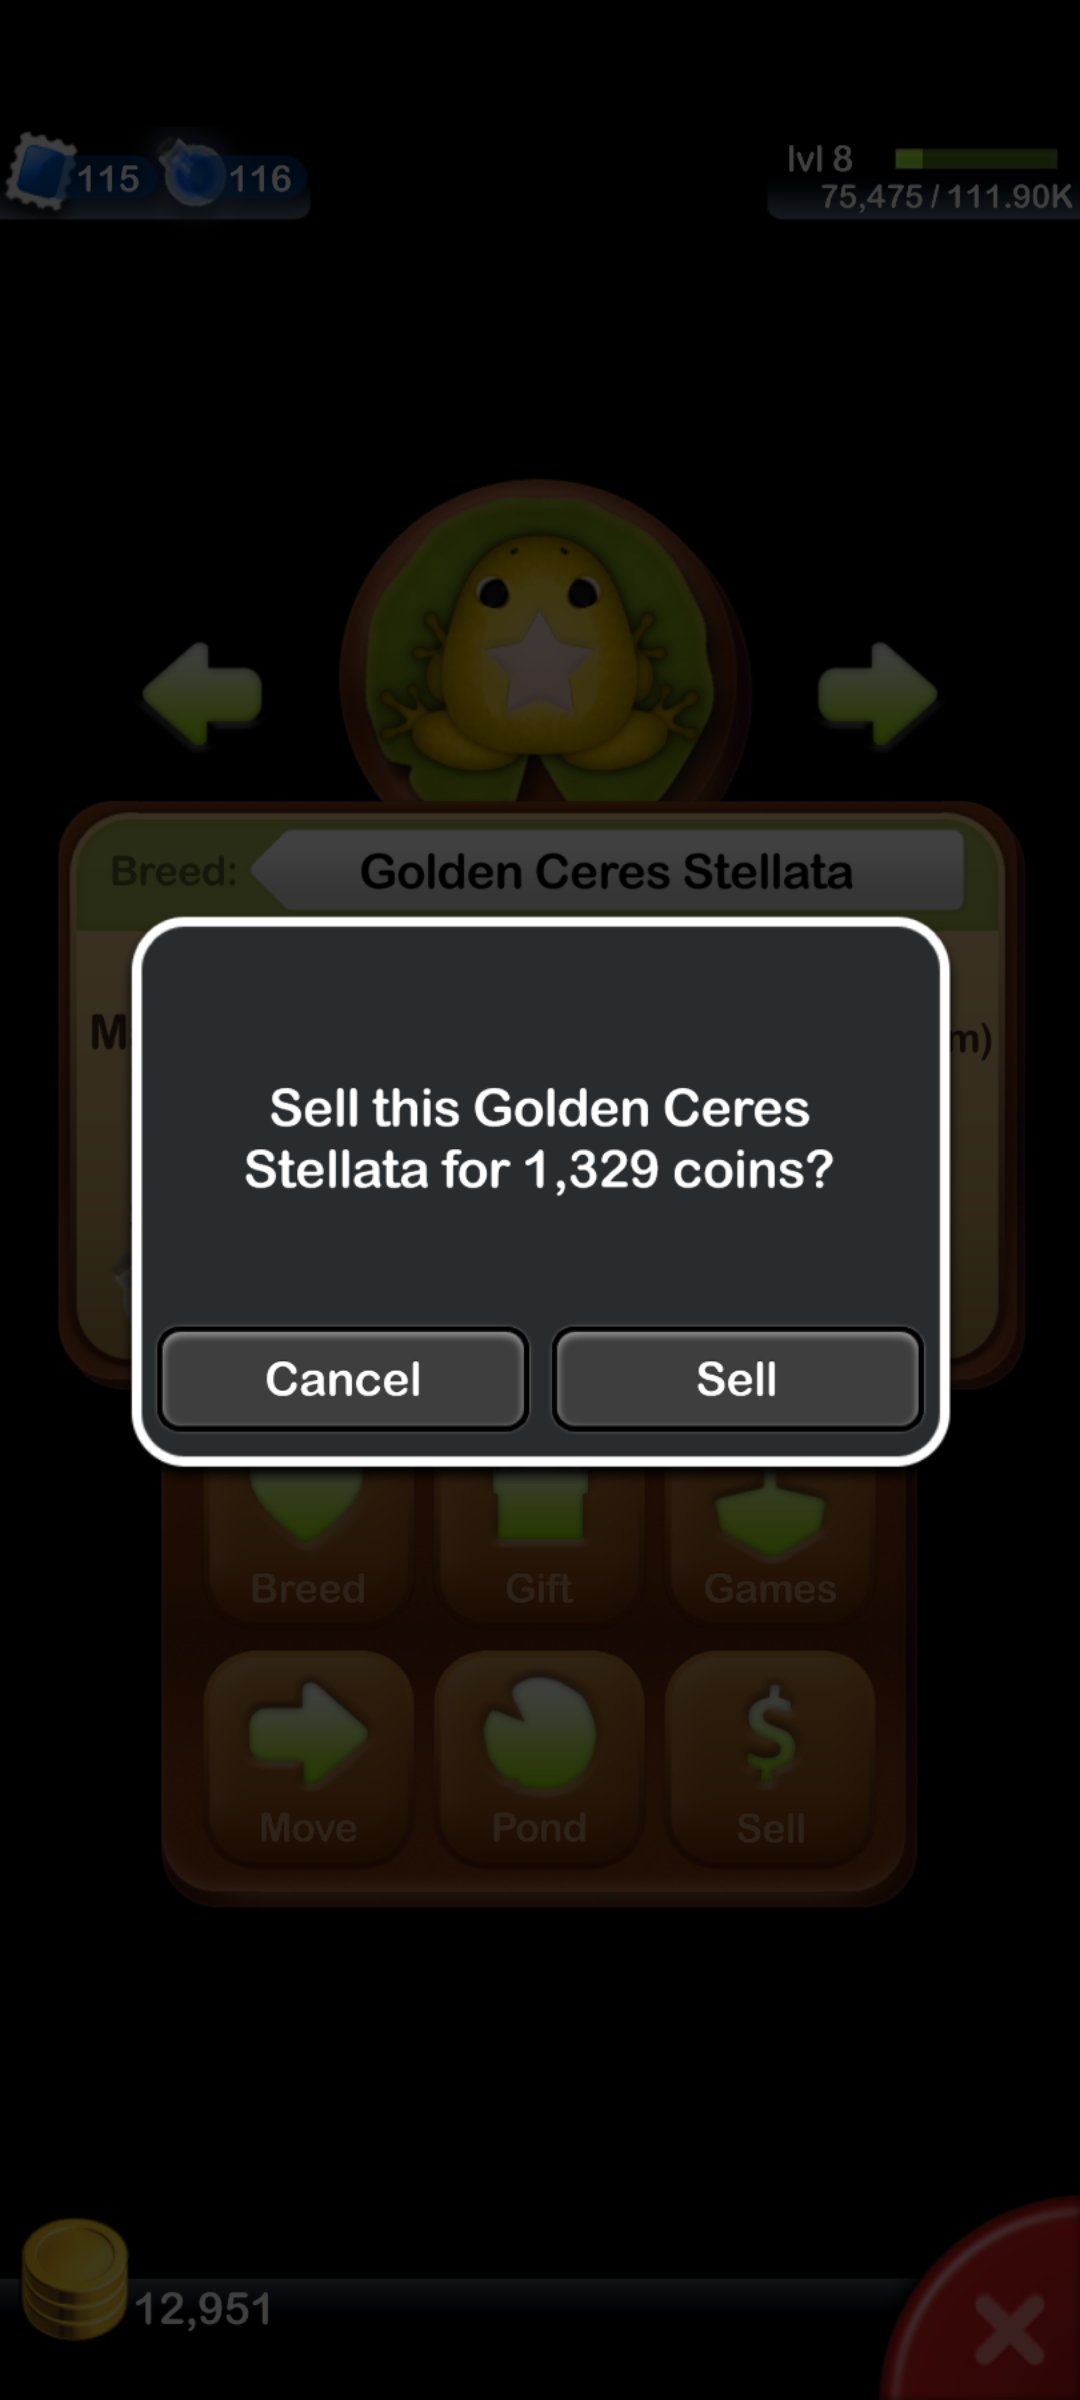 115
116
lvl 8
75,475 / 111.90K
Breed:
Golden Ceres Stellata
M
m)
Sell this Golden Ceres
Stellata for 1,329 coins?
Cancel
Sell
Breed
Gift
Games
Move
Pond
$
Sell
12,951